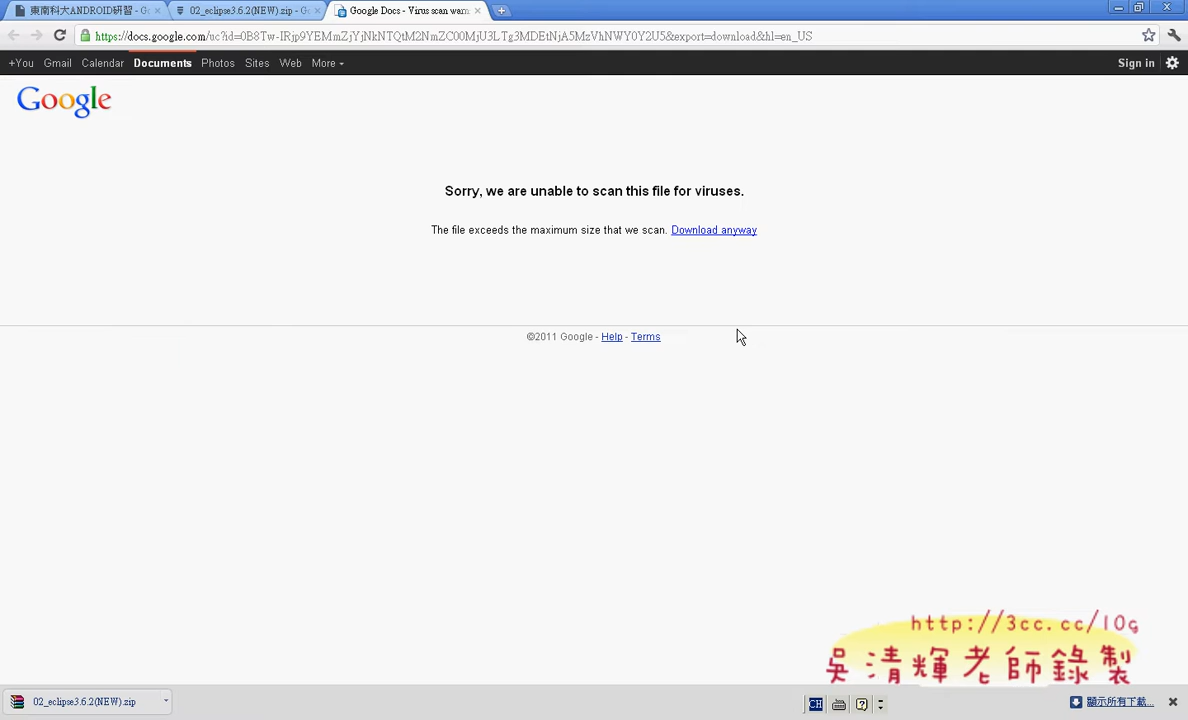 東南科大ANDROID研習 - Go
02_eclipse3.6.2(NEW).zip - Go
Google Docs - Virus scan warn
https://docs.google.com/uc?id=0B8Tw-IRjp9YEMmZjYjNkNTQtM2NmZC00MjU3LTg3MDEtNjA5MzVhNWY0Y2U5&export=download&hl=en_US
+You Gmail Calendar Documents Photos Sites Web More Sign in
Google
Sorry, we are unable to scan this file for viruses.
The file exceeds the maximum size that we scan. Download anyway
©2011 Google - Help - Terms
http://3cc.cc/10g
吳清輝老師錄製
02_eclipse3.6.2(NEW).zip
CH
顯示所有下載...